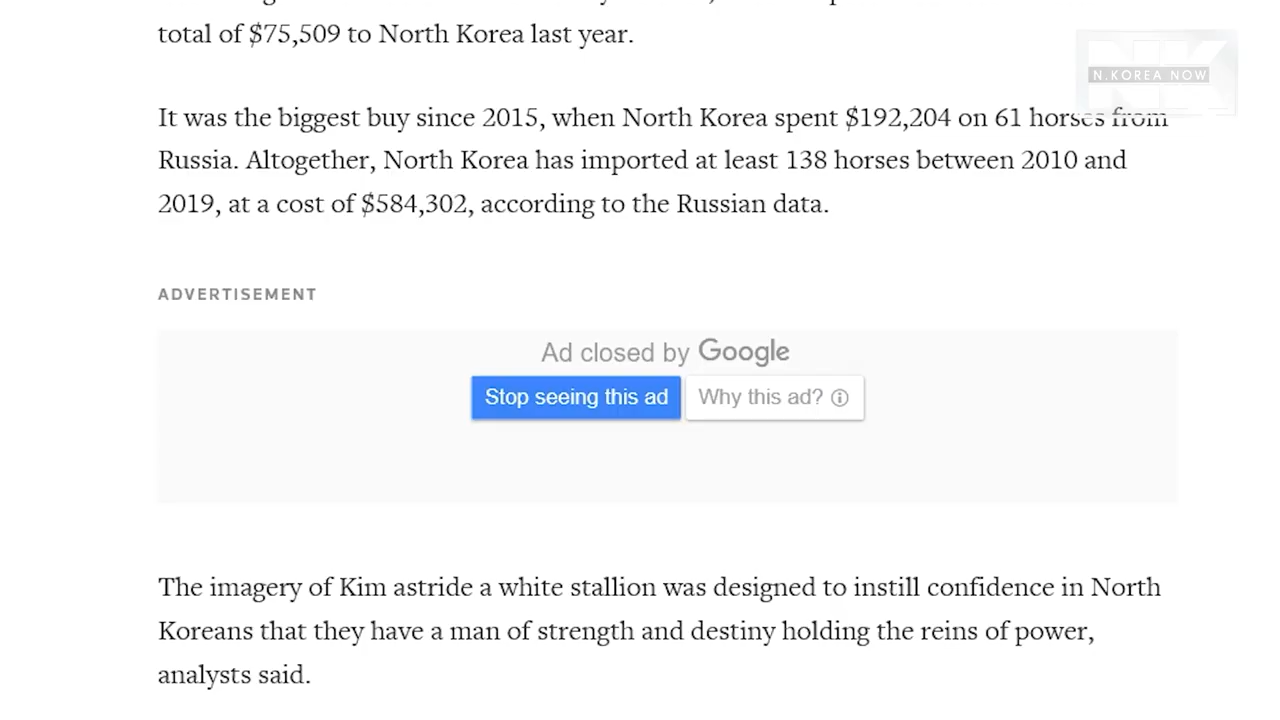 total of $75,509 to North Korea last year.
N.KOREA NOW
It was the biggest buy since 2015, when North Korea spent $192,204 on 61 horses from
Russia. Altogether, North Korea has imported at least 138 horses between 2010 and
2019, at a cost of $584,302, according to the Russian data.
ADVERTISEMENT
Ad closed by Google
Stop seeing this ad
Why this ad?
The imagery of Kim astride a white stallion was designed to instill confidence in North
Koreans that they have a man of strength and destiny holding the reins of power,
analysts said.